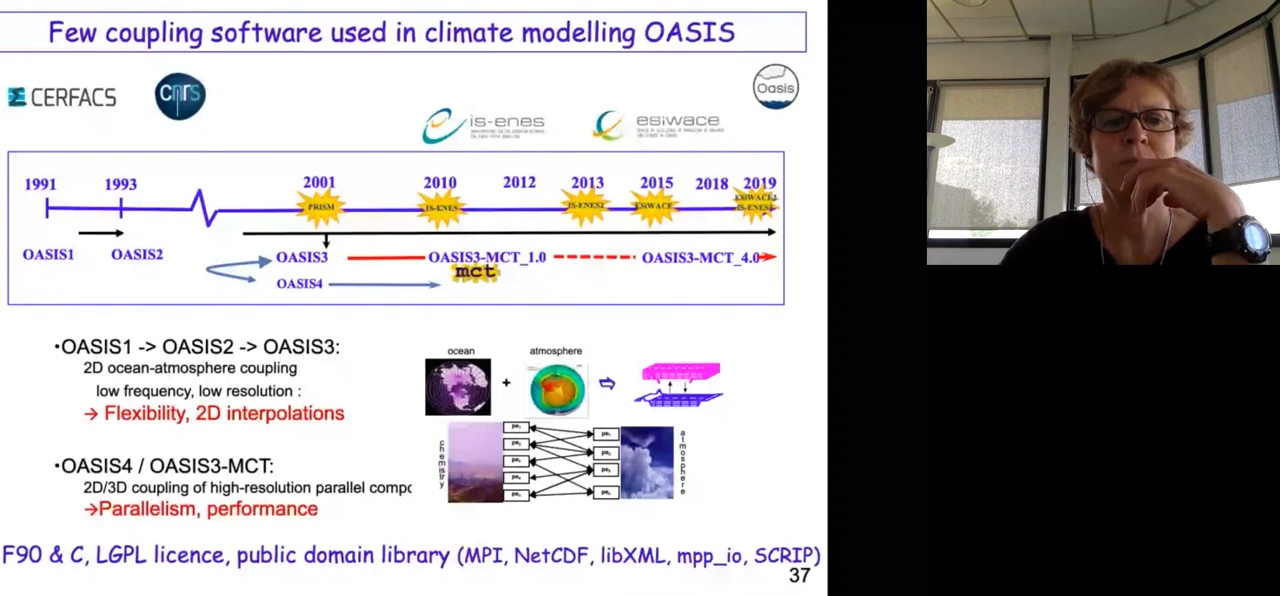 Few coupling software used in climate modelling OASIS
CERFACS
cnrs
Oasis
is-enes
esiwace
1991 1993 2001 2010 2012 2013 2015 2018 2019
PRISM IS-ENES IS-ENES2 ESiWACE ESiWACE2
IS-ENES3
OASIS1 OASIS2 OASIS3 OASIS3-MCT_1.0 OASIS3-MCT_4.0
mct
OASIS4
•OASIS1 -> OASIS2 -> OASIS3:
2D ocean-atmosphere coupling
low frequency, low resolution :
→ Flexibility, 2D interpolations
ocean + atmosphere
chemistry
atmosphere
•OASIS4 / OASIS3-MCT:
2D/3D coupling of high-resolution parallel compo
→Parallelism, performance
F90 & C, LGPL licence, public domain library (MPI, NetCDF, libXML, mpp_io, SCRIP)
37